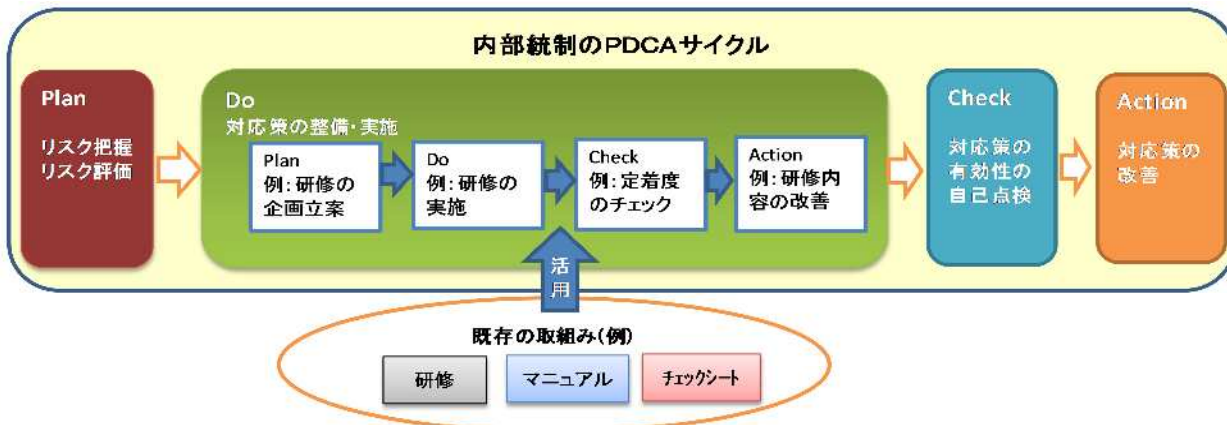 内部統制のPDCAサイクル
Plan
リスク把握
リスク評価
Do
対応策の整備・実施
Plan
例：研修の
企画立案
Do
例：研修の
実施
Check
例：定着度
のチェック
Action
例：研修内
容の改善
Check
対応策の
有効性の
自己点検
Action
対応策の
改善
活
用
既存の取組み(例)
研修
マニュアル
チェックシート